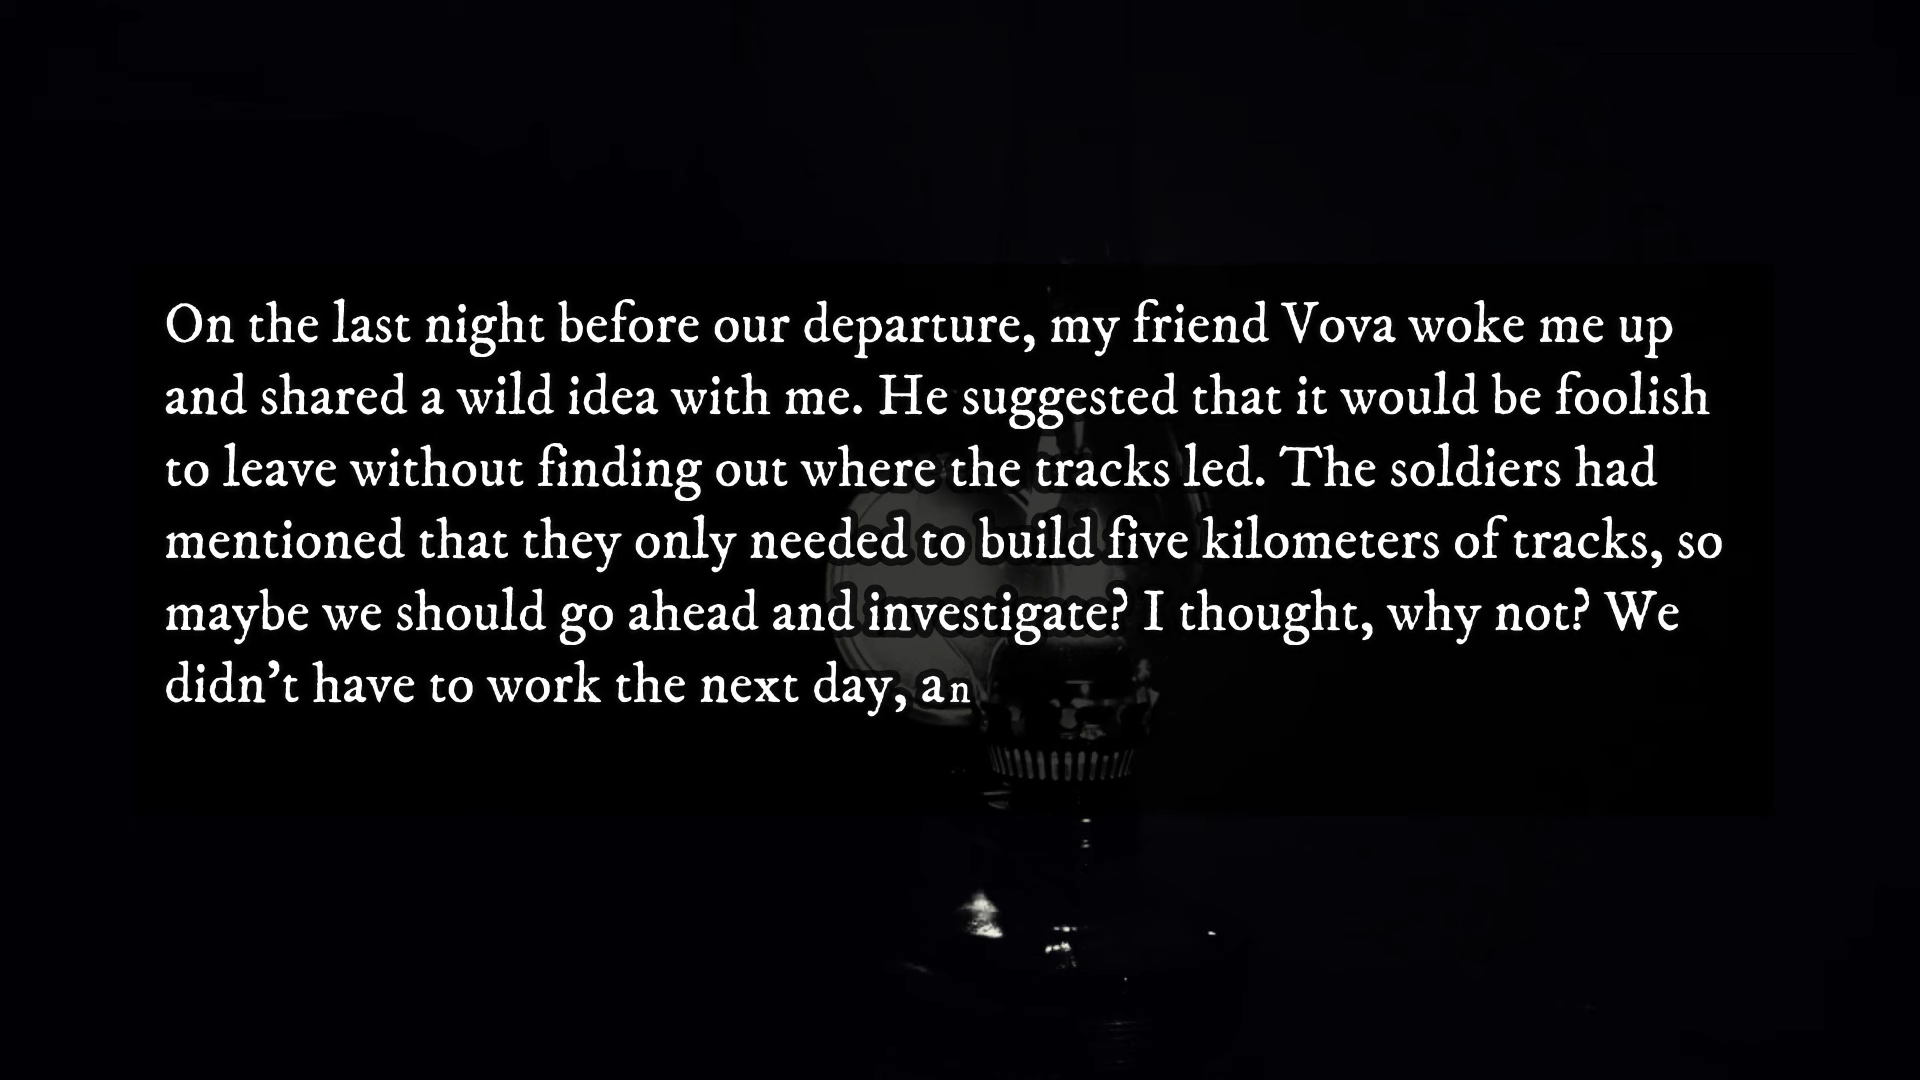 On the last night before our departure, my friend Vova woke me up
and shared a wild idea with me. He suggested that it would be foolish
to leave without finding out where the tracks led. The soldiers had
mentioned that they only needed to build five kilometers of tracks, so
maybe we should go ahead and investigate? I thought, why not? We
didn’t have to work the next day, an